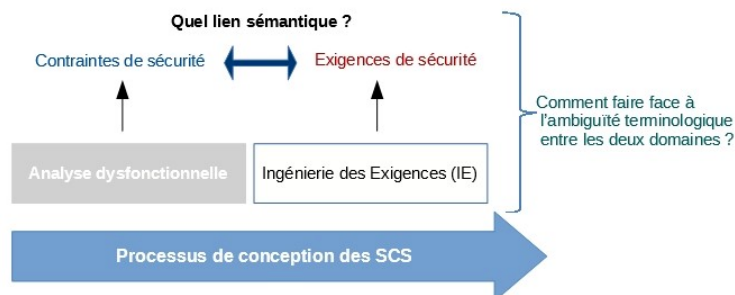 Quel lien sémantique ?
Contraintes de sécurité
Exigences de sécurité
Comment faire face à
l'ambiguïté terminologique
entre les deux domaines ?
Analyse dysfonctionnelle
Ingénierie des Exigences (IE)
Processus de conception des SCS